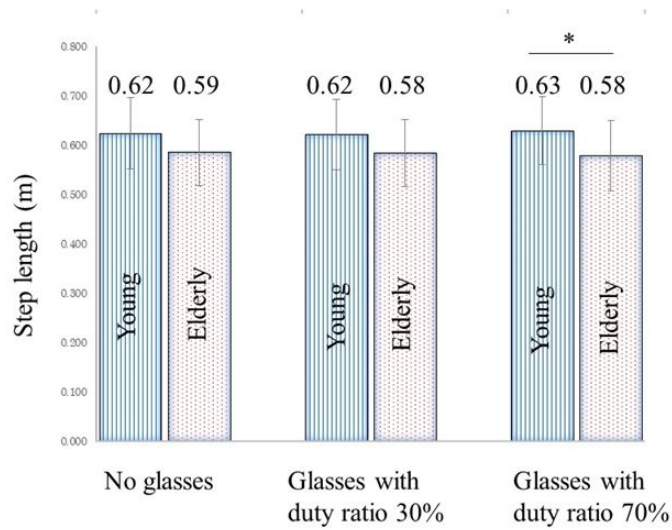 *
0.62 0.59 0.62 0.58 0.63 0.58
0.800
0.700
0.600
0.500
0.400
0.300
0.200
0.100
0.000
Step length (m)
Young Elderly Young Elderly Young Elderly
No glasses
Glasses with
duty ratio 30%
Glasses with
duty ratio 70%